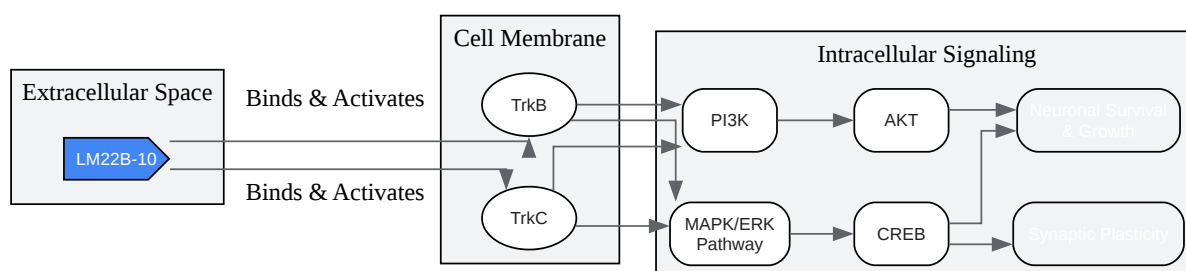 Extracellular Space
LM22B-10
Binds & Activates
Binds & Activates
Cell Membrane
TrkB
TrkC
Intracellular Signaling
PI3K
AKT
Neuronal Survival
& Growth
MAPK/ERK
Pathway
CREB
Synaptic Plasticity